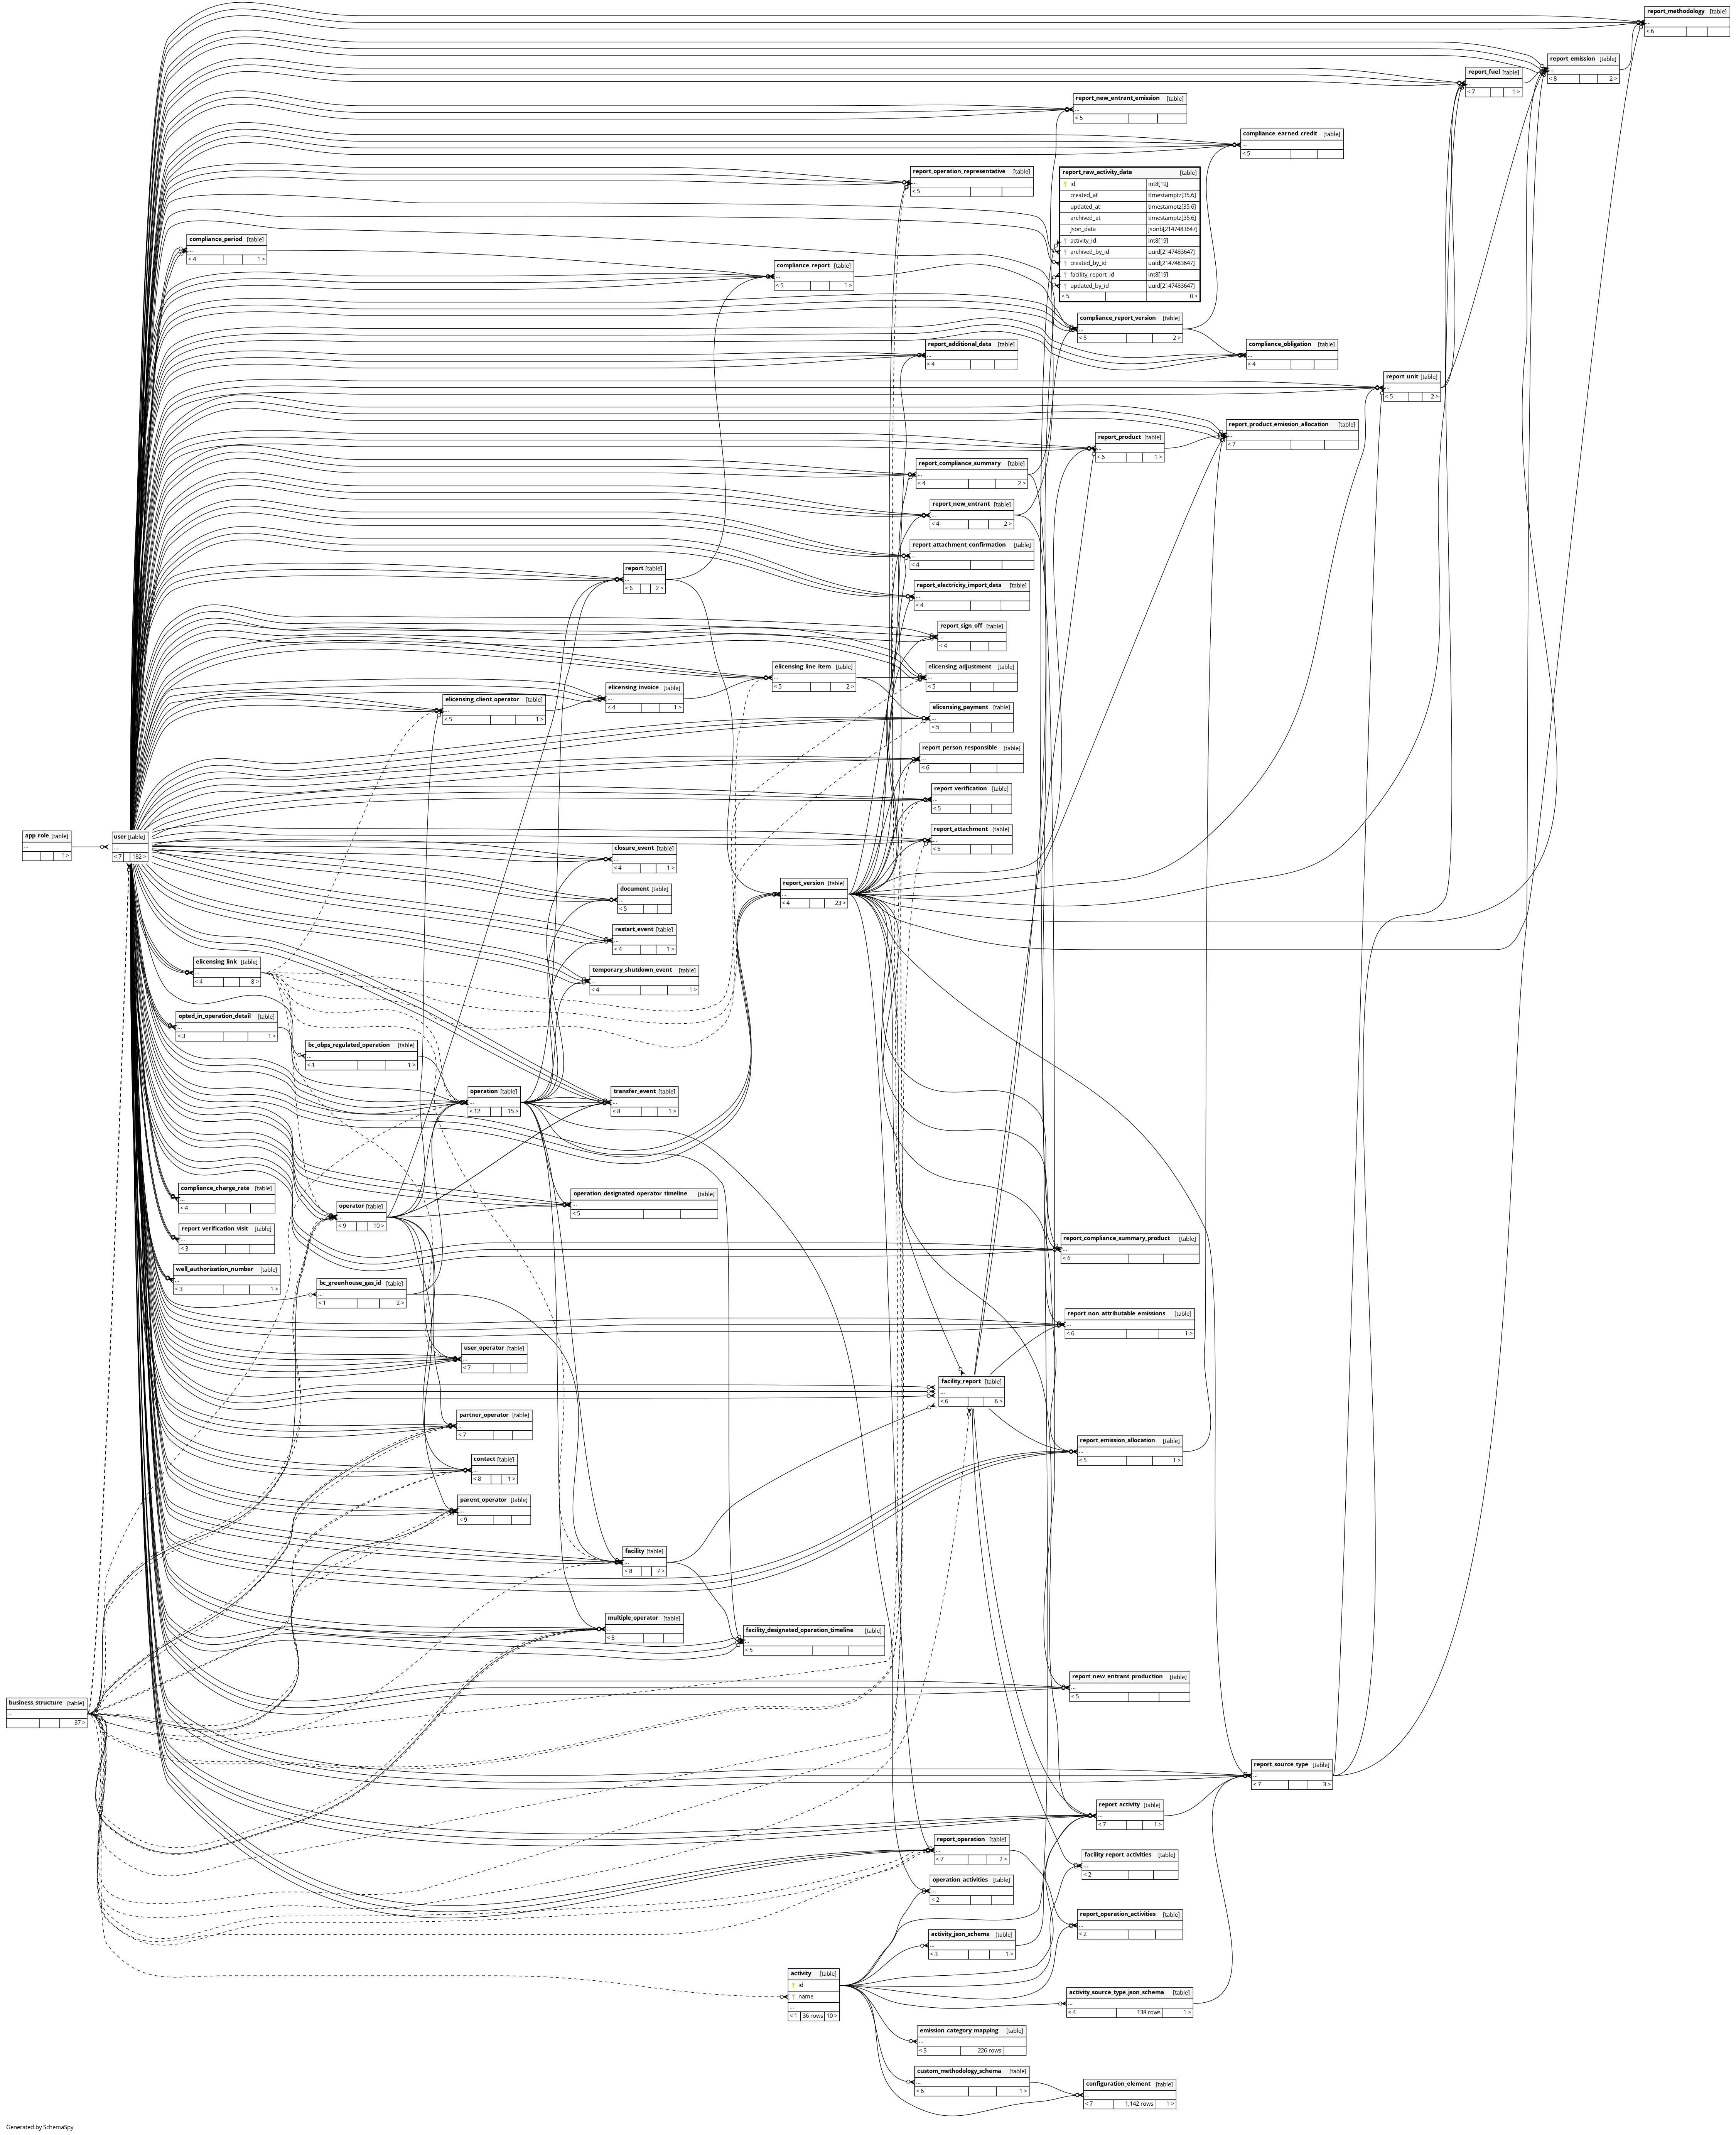 report_methodology [table]
...
< 6
report_emission [table]
...
< 8 2 >
report_fuel [table]
...
< 7 1 >
report_new_entrant_emission [table]
...
< 5
compliance_earned_credit [table]
...
< 5
report_operation_representative [table]
...
< 5
report_raw_activity_data [table]
id int8[19]
created_at timestamptz[35,6]
updated_at timestamptz[35,6]
archived_at timestamptz[35,6]
json_data jsonb[2147483647]
activity_id int8[19]
archived_by_id uuid[2147483647]
created_by_id uuid[2147483647]
facility_report_id int8[19]
updated_by_id uuid[2147483647]
< 5 0 >
compliance_period [table]
...
< 4 1 >
compliance_report [table]
...
< 5 1 >
compliance_report_version [table]
...
< 5 2 >
compliance_obligation [table]
...
< 4
report_additional_data [table]
...
< 4
report_unit [table]
...
< 5 2 >
report_product_emission_allocation [table]
...
< 7
report_product [table]
...
< 6 1 >
report_compliance_summary [table]
...
< 4 2 >
report_new_entrant [table]
...
< 4 2 >
report_attachment_confirmation [table]
...
< 4
report [table]
...
< 6 2 >
report_electricity_import_data [table]
...
< 4
report_sign_off [table]
...
< 4
elicensing_line_item [table]
...
< 5 2 >
elicensing_adjustment [table]
...
< 5
elicensing_invoice [table]
...
< 4 1 >
elicensing_client_operator [table]
...
< 5 1 >
elicensing_payment [table]
...
< 5
report_person_responsible [table]
...
< 6
report_verification [table]
...
< 5
report_attachment [table]
...
< 5
app_role [table]
...
1 >
user [table]
...
< 7 182 >
closure_event [table]
...
< 4 1 >
report_version [table]
...
< 4 23 >
document [table]
...
< 5
restart_event [table]
...
< 4 1 >
elicensing_link [table]
...
< 4 8 >
temporary_shutdown_event [table]
...
< 4 1 >
opted_in_operation_detail [table]
...
< 3 1 >
bc_obps_regulated_operation [table]
...
< 1 1 >
operation [table]
...
< 12 15 >
transfer_event [table]
...
< 8 1 >
compliance_charge_rate [table]
...
< 4
operation_designated_operator_timeline [table]
...
< 5
operator [table]
...
< 9 10 >
report_verification_visit [table]
...
< 3
report_compliance_summary_product [table]
...
< 6
well_authorization_number [table]
...
< 3 1 >
bc_greenhouse_gas_id [table]
...
< 1 2 >
report_non_attributable_emissions [table]
...
< 6 1 >
user_operator [table]
...
< 7
facility_report [table]
...
< 6 6 >
partner_operator [table]
...
< 7
report_emission_allocation [table]
...
< 5 1 >
contact [table]
...
< 8 1 >
parent_operator [table]
...
< 9
facility [table]
...
< 8 7 >
multiple_operator [table]
...
< 8
facility_designated_operation_timeline [table]
...
< 5
report_new_entrant_production [table]
...
< 5
business_structure [table]
...
37 >
report_source_type [table]
...
< 7 3 >
report_activity [table]
...
< 7 1 >
report_operation [table]
...
< 7 2 >
facility_report_activities [table]
...
< 2
operation_activities [table]
...
< 2
report_operation_activities [table]
...
< 2
activity_json_schema [table]
...
< 3 1 >
activity [table]
id
name
...
< 1 36 rows 10 >
activity_source_type_json_schema [table]
...
< 4 138 rows 1 >
emission_category_mapping [table]
...
< 3 226 rows
custom_methodology_schema [table]
...
< 6 1 >
configuration_element [table]
...
< 7 1,142 rows 1 >
Generated by SchemaSpy